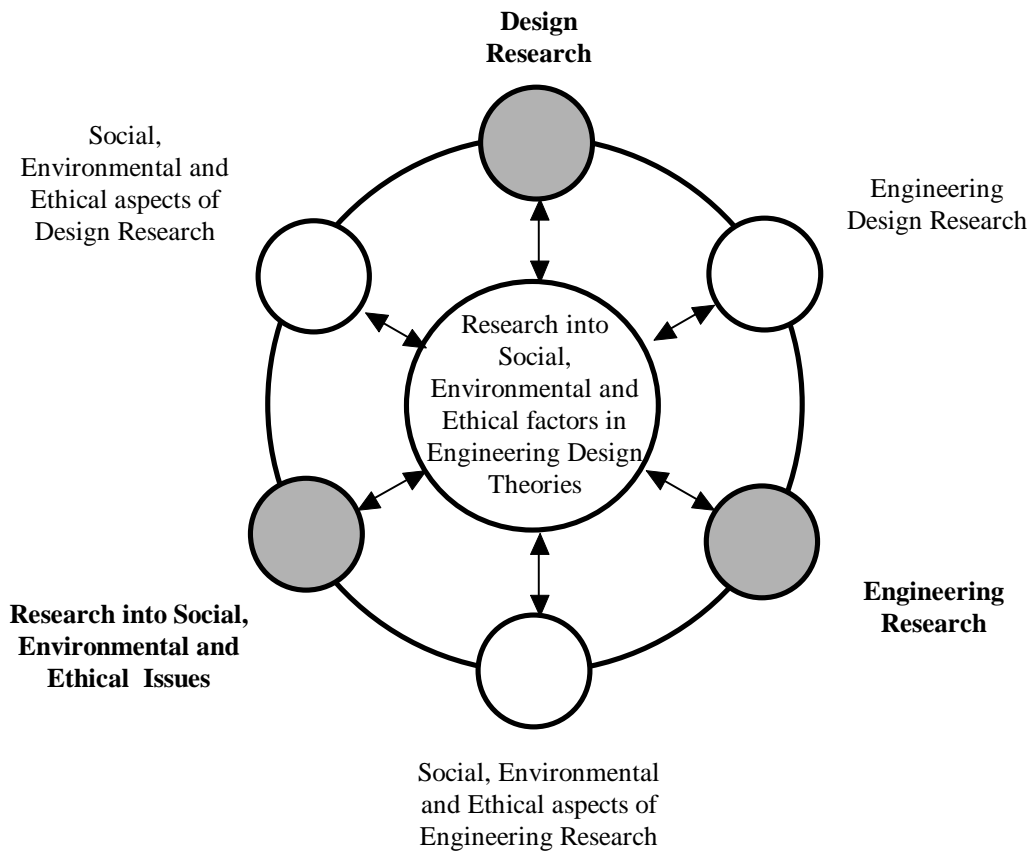 Design
Research
Social,
Environmental and
Ethical aspects of
Design Research
Engineering
Design Research
Research into
Social,
Environmental and
Ethical factors in
Engineering Design
Theories
Research into Social,
Environmental and
Ethical Issues
Engineering
Research
Social, Environmental
and Ethical aspects of
Engineering Research